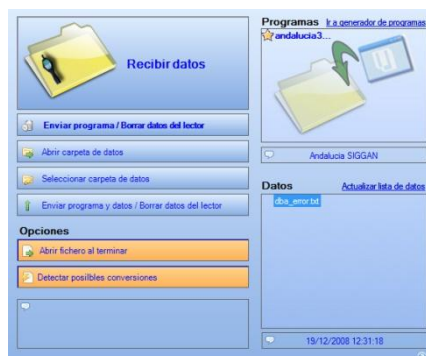 Recibir datos
Enviar programa / Borrar datos del lector
Abrir carpeta de datos
Seleccionar carpeta de datos
Enviar programa y datos / Borrar datos del lector
Opciones
Abrir fichero al terminar
Detectar posilbles conversiones
Programas Ir a generador de programas
andalucia3...
Andalucia SIGGAN
Datos Actualizar lista de datos
dba_error.txt
19/12/2008 12:31:18